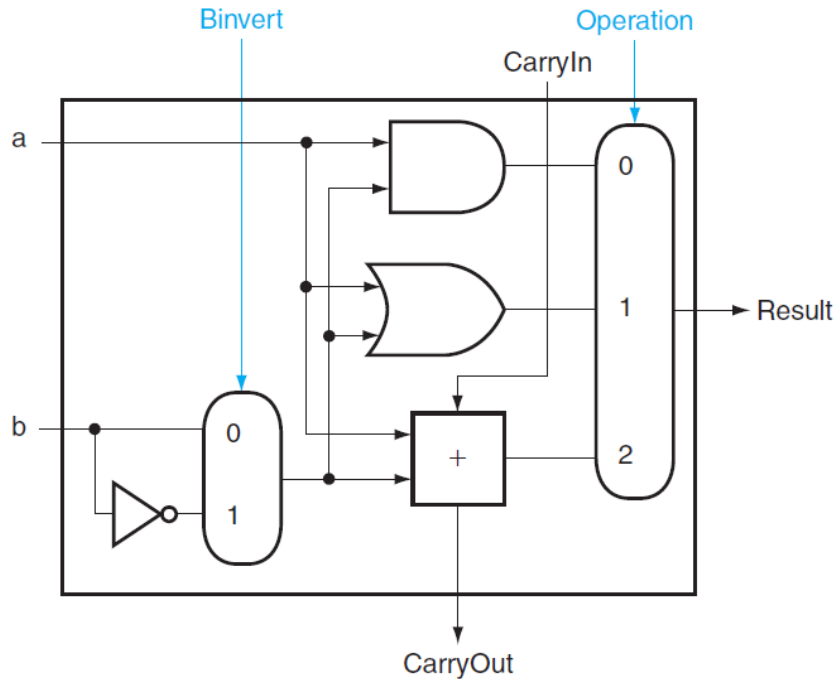 Binvert
Operation
CarryIn
a
0
1
Result
b
0
+
2
1
CarryOut